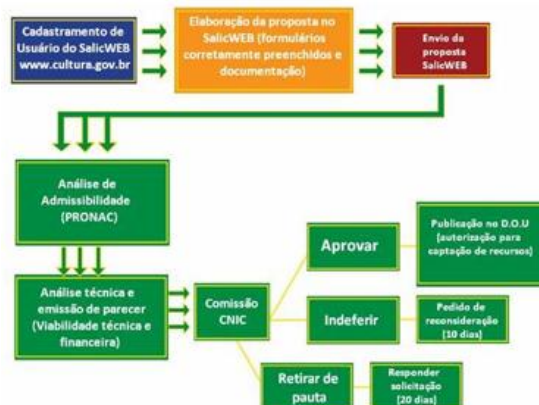 Cadastramento de
Usuário do SalicWEB
www.cultura.gov.br
Elaboração da proposta no
SalicWEB (formulários
corretamente preenchidos e
documentação)
Envio da
proposta
SalicWEB
Análise de
Admissibilidade
(PRONAC)
Análise técnica e
emissão de parecer
(Viabilidade técnica e
financeira)
Comissão
CNIC
Aprovar
Publicação no D.O.U
(autorização para
captação de recursos)
Indeferir
Pedido de
reconsideração
(10 dias)
Retirar de
pauta
Responder
solicitação
(20 dias)